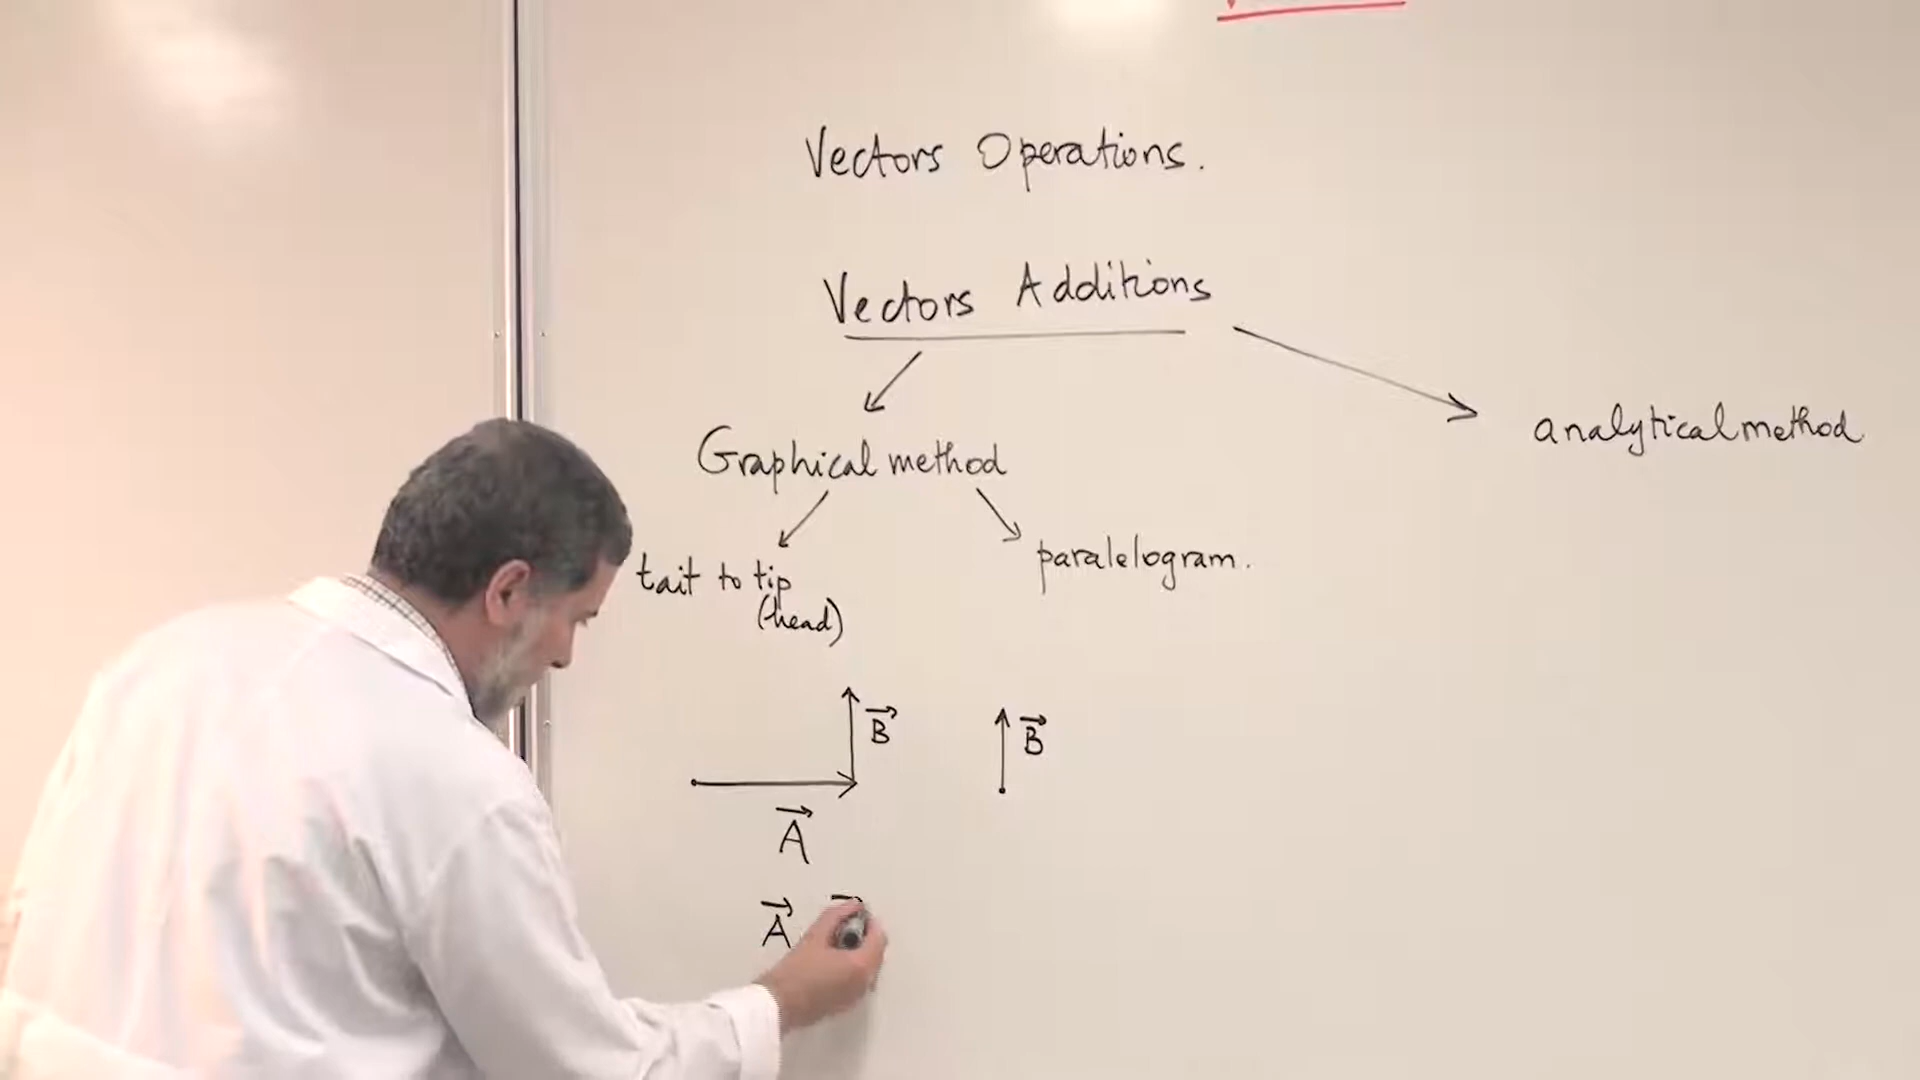 Vectors Operations.
Vectors Additions
Graphical method
analytical method
tait to tip
(head)
paralelogram.
B
B
A
A